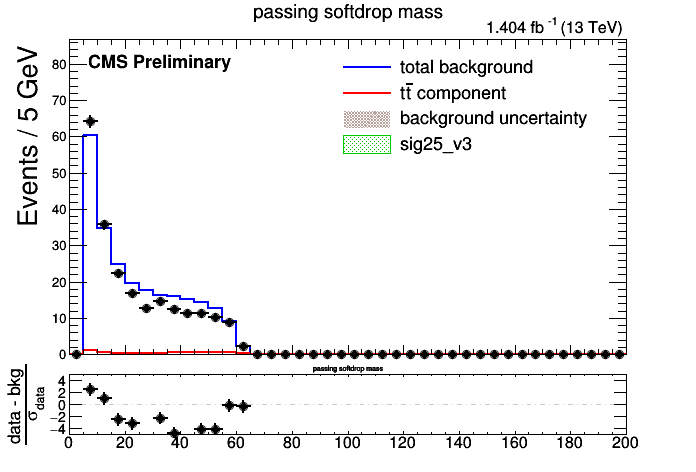 passing softdrop mass
1.404 fb⁻¹ (13 TeV)
CMS Preliminary
total background
tt̄ component
background uncertainty
sig25_v3
Events / 5 GeV
80
70
60
50
40
30
20
10
0
passing softdrop mass
data - bkg
σ data
4
2
0
−2
−4
0 20 40 60 80 100 120 140 160 180 200